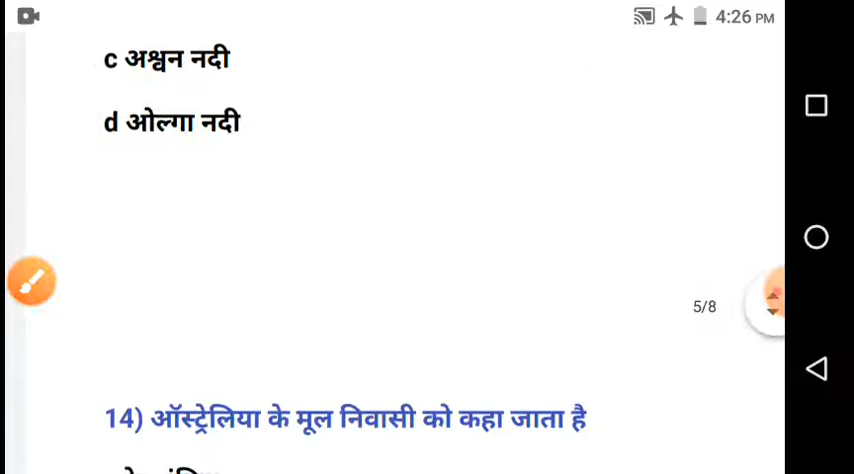 4:26 PM
c अश्वन नदी
d ओल्गा नदी
5/8
14) ऑस्ट्रेलिया के मूल निवासी को कहा जाता है